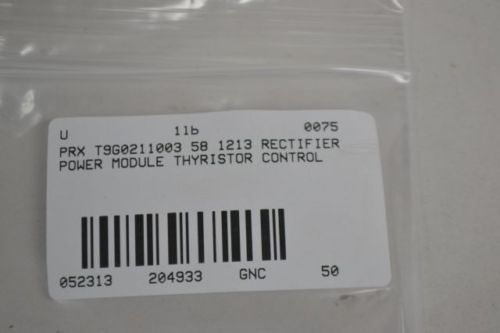 U 11b 0075
PRX T9G0211003 58 1213 RECTIFIER
POWER MODULE THYRISTOR CONTROL
052313 204933 GNC 50